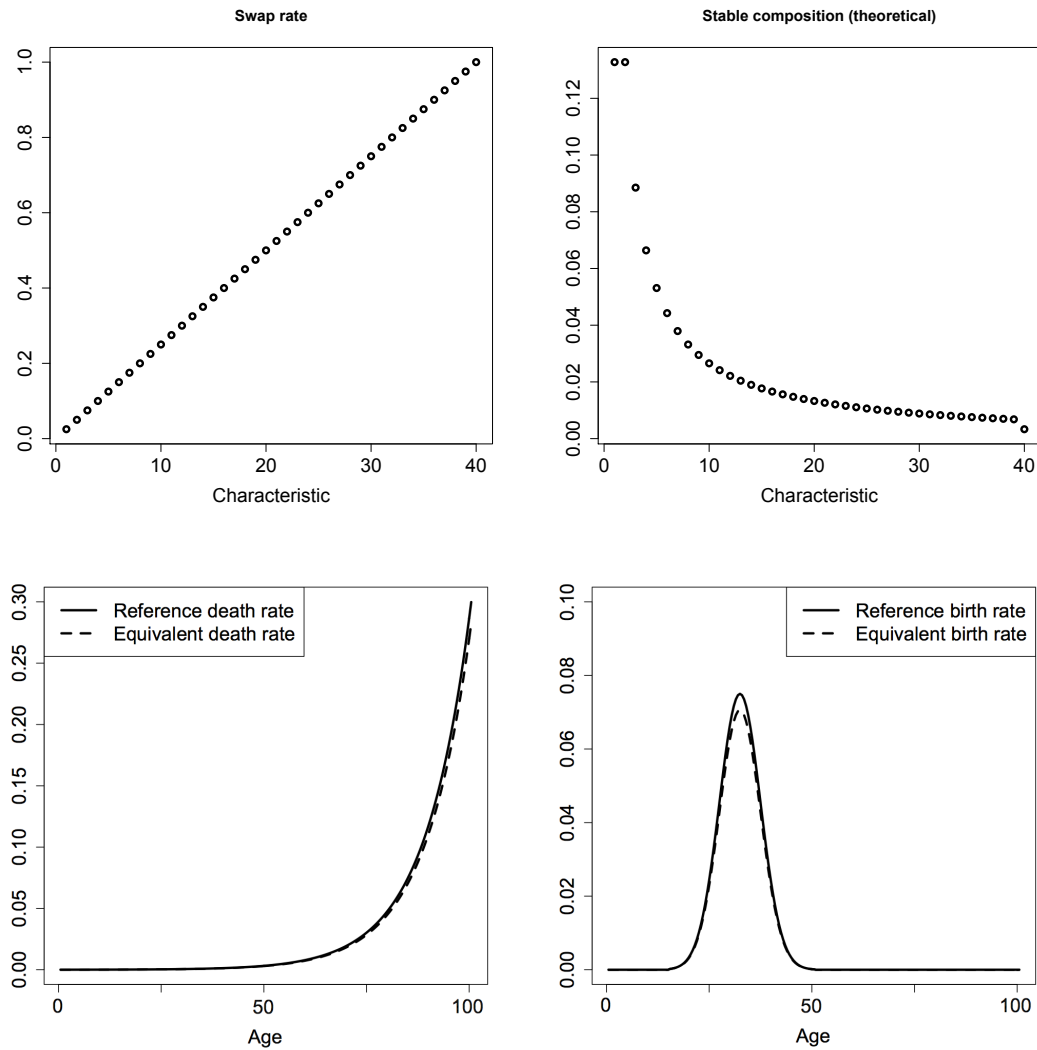 Swap rate
1.0
0.8
0.6
0.4
0.2
0.0
0 10 20 30 40
Characteristic
Stable composition (theoretical)
0.12
0.10
0.08
0.06
0.04
0.02
0.00
0 10 20 30 40
Characteristic
Reference death rate
Equivalent death rate
0.30
0.25
0.20
0.15
0.10
0.05
0.00
0 50 100
Age
Reference birth rate
Equivalent birth rate
0.10
0.08
0.06
0.04
0.02
0.00
0 50 100
Age